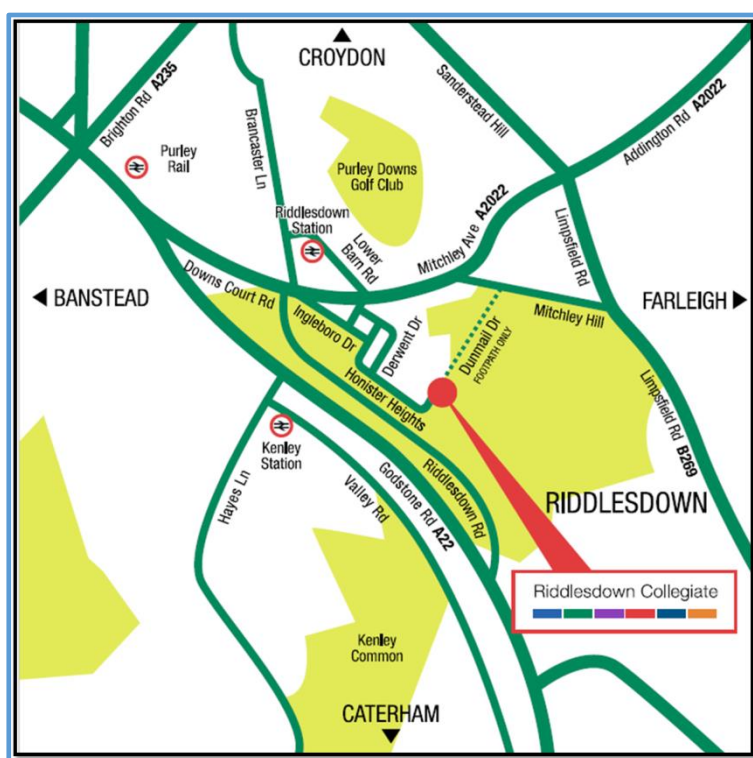 CROYDON
Brighton Rd A235
Sanderstead Hill
Addington Rd A2022
Purley
Rail
Brancaster Ln
Purley Downs
Golf Club
Riddlesdown
Station
Lower
Barn Rd
Mitchley Ave A2022
Limpsfield Rd
BANSTEAD
Downs Court Rd
Ingleboro Dr
Derwent Dr
Dunmail Dr
FOOTPATH ONLY
Mitchley Hill
FARLEIGH
Honister Heights
Limpsfield Rd B269
Kenley
Station
Hayes Ln
Valley Rd
Godstone Rd A22
Riddlesdown Rd
RIDDLESDOWN
Riddlesdown Collegiate
Kenley
Common
CATERHAM